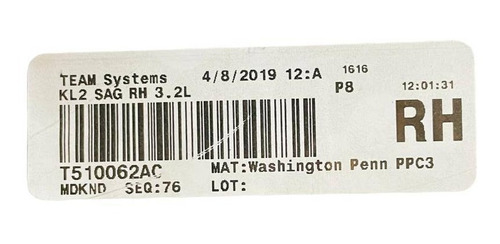 TEAM Systems 4/8/2019 12:A 1616
KL2 SAG RH 3.2L P8 12:01:31
RH
T510062AC MAT:Washington Penn PPC3
MDKND SEQ:76 LOT: